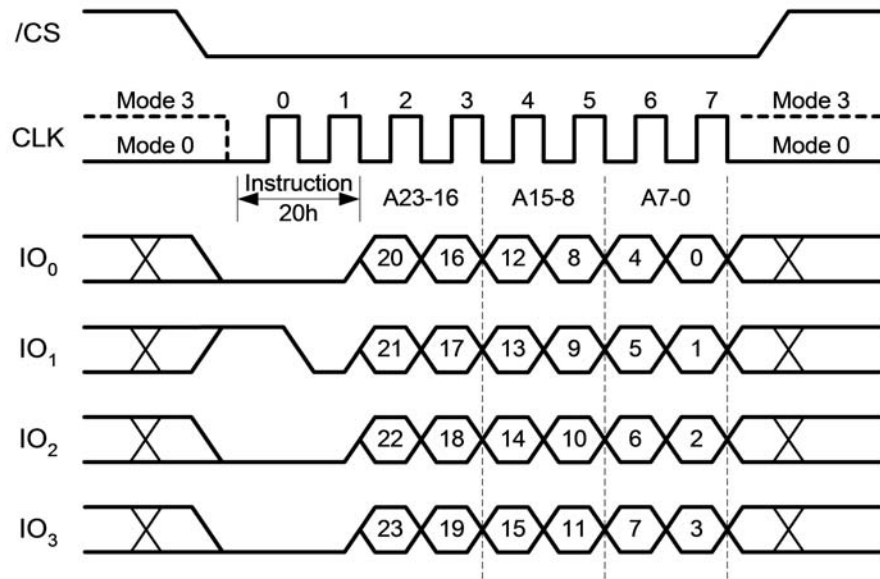 /CS
Mode 3 0 1 2 3 4 5 6 7 Mode 3
CLK
Mode 0 Mode 0
Instruction
20h
A23-16 A15-8 A7-0
IO0 20 16 12 8 4 0
IO1 21 17 13 9 5 1
IO2 22 18 14 10 6 2
IO3 23 19 15 11 7 3